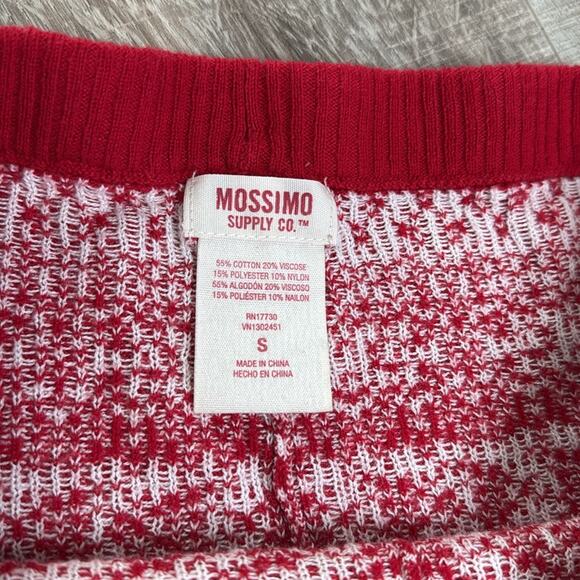 MOSSIMO
SUPPLY CO.™
55% COTTON 20% VISCOSE
15% POLYESTER 10% NYLON
55% ALGODÓN 20% VISCOSO
15% POLIÉSTER 10% NAILON
RN17730
VN1302451
S
MADE IN CHINA
HECHO EN CHINA